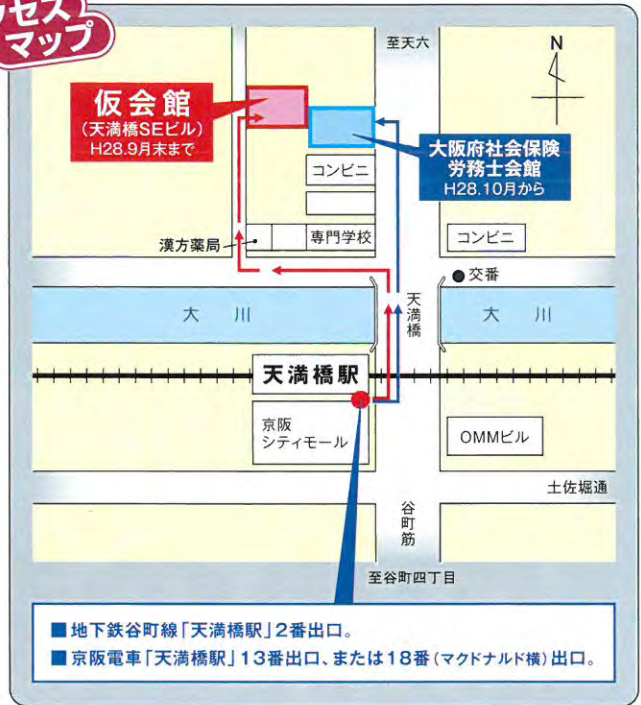 クセス
マップ
至天六
N
仮会館
(天満橋SEビル)
H28.9月末まで
大阪府社会保険
労務士会館
H28.10月から
コンビニ
漢方薬局
専門学校
コンビニ
交番
大 川
天満橋
大 川
天満橋駅
京阪
シティモール
OMMビル
土佐堀通
谷町筋
至谷町四丁目
■地下鉄谷町線「天満橋駅」2番出口。
■京阪電車「天満橋駅」13番出口、または18番(マクドナルド横)出口。